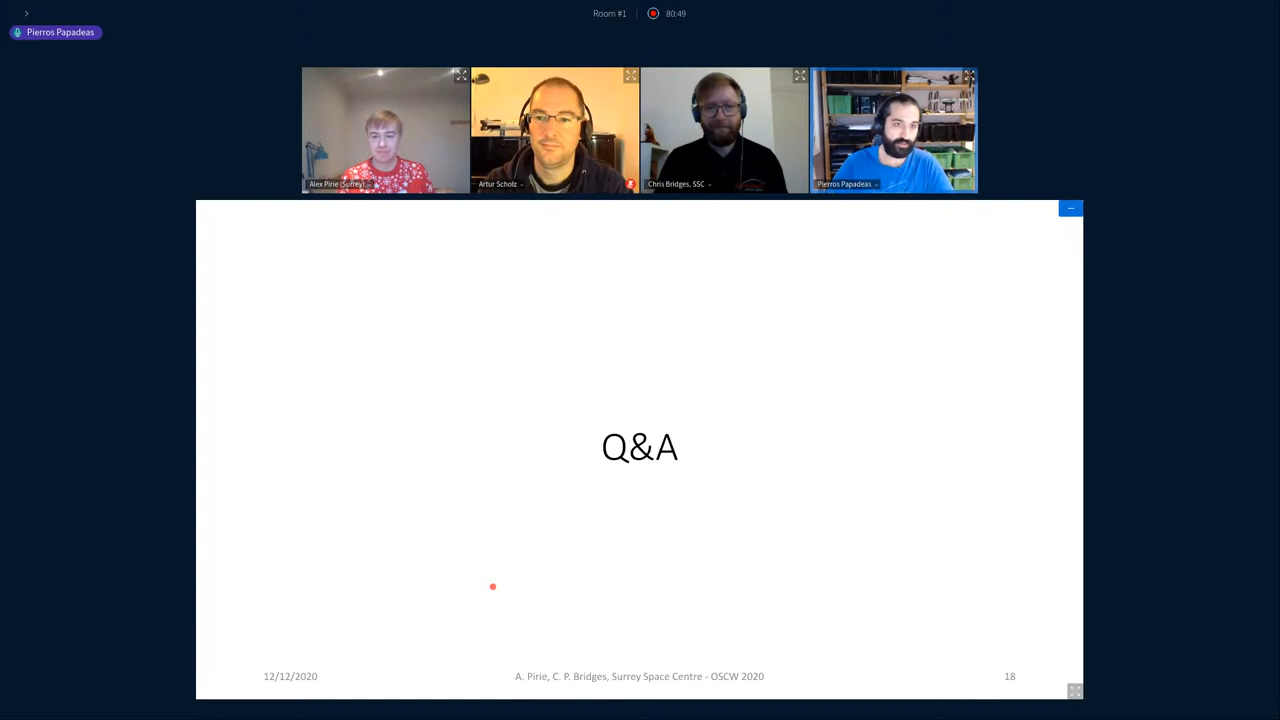 Room #1
80:49
Pierros Papadeas
Alex Pirie (Surrey)
Artur Scholz
Chris Bridges, SSC
Pierros Papadeas
Q&A
12/12/2020
A. Pirie, C. P. Bridges, Surrey Space Centre - OSCW 2020
18